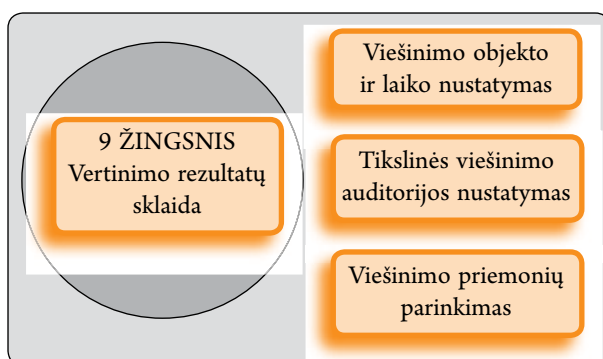 9 ŽINGSNIS
Vertinimo rezultatų
sklaida
Viešinimo objekto
ir laiko nustatymas
Tikslinės viešinimo
auditorijos nustatymas
Viešinimo priemonių
parinkimas